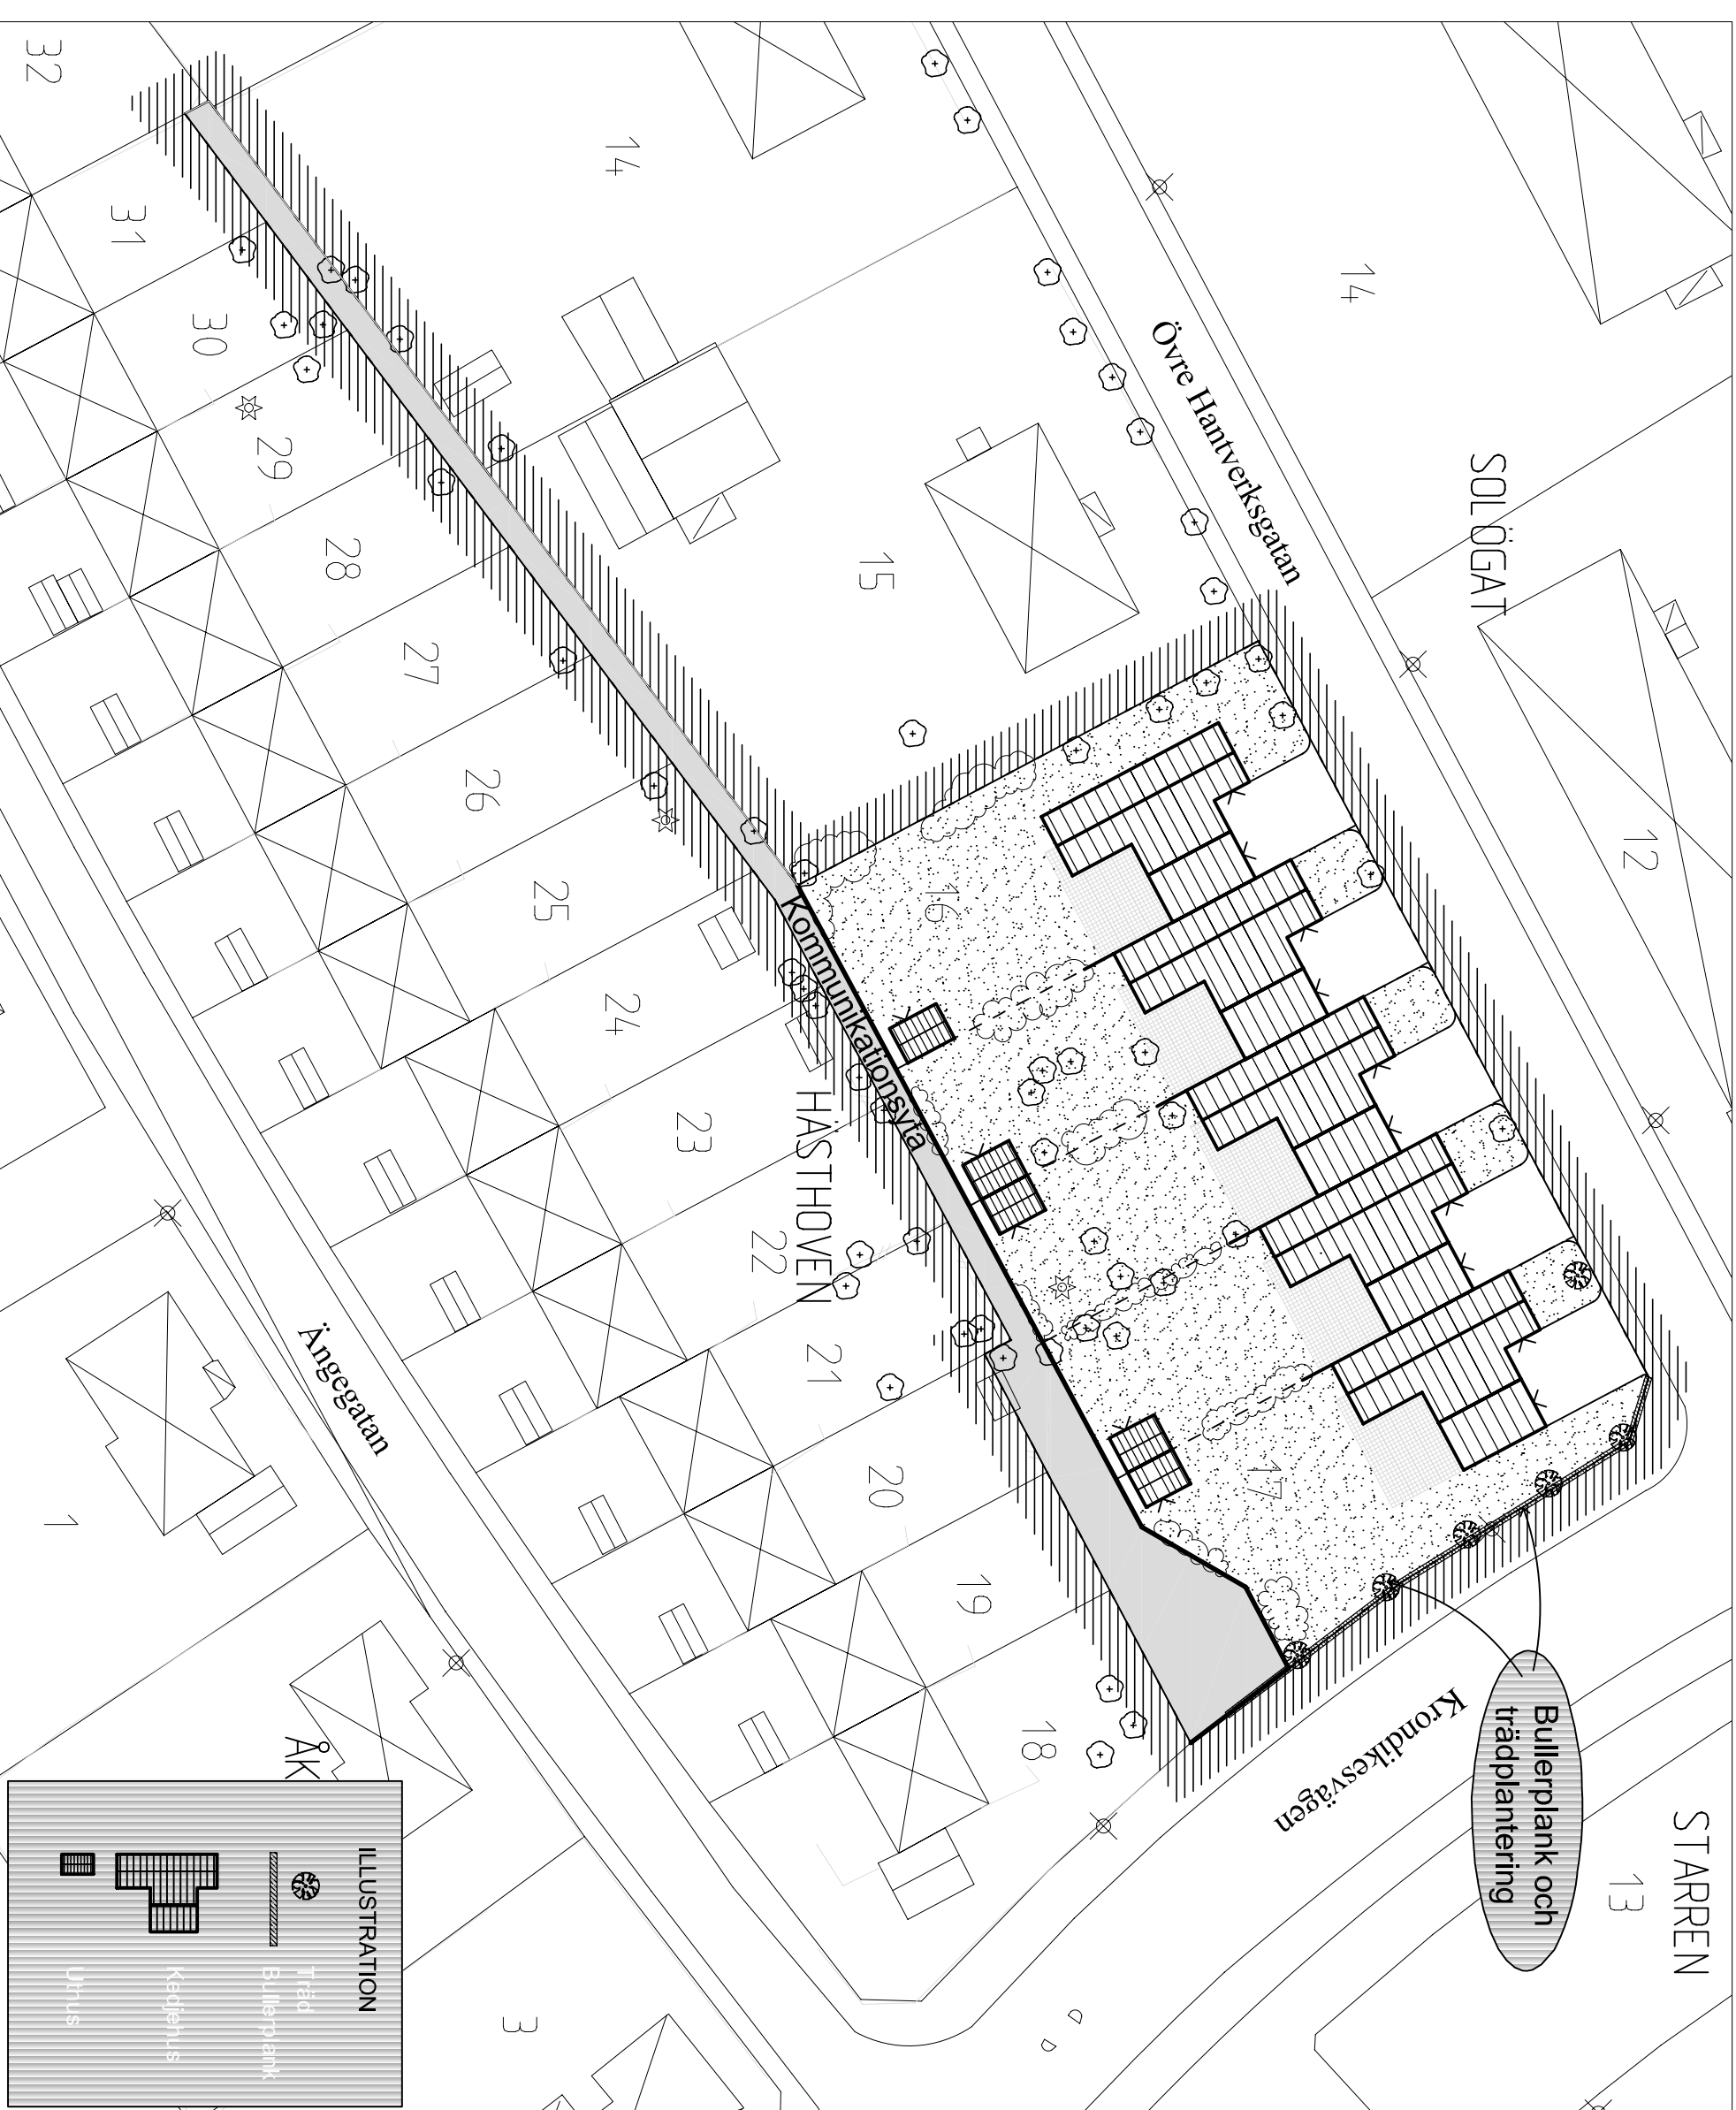 STARREN
13
Bullerplank och
trädplantering
Krondikesvägen
12
SOLÖGAT
14
Övre Hantverksgatan
14
15
16
17
Kommunikationsyta
HÄSTHOVEN
32
31
30
29
28
27
26
25
24
23
22
21
20
19
18
Ängegatan
1
ÅK
3
ILLUSTRATION
Träd
Bullerplank
Kedjehus
Uthus